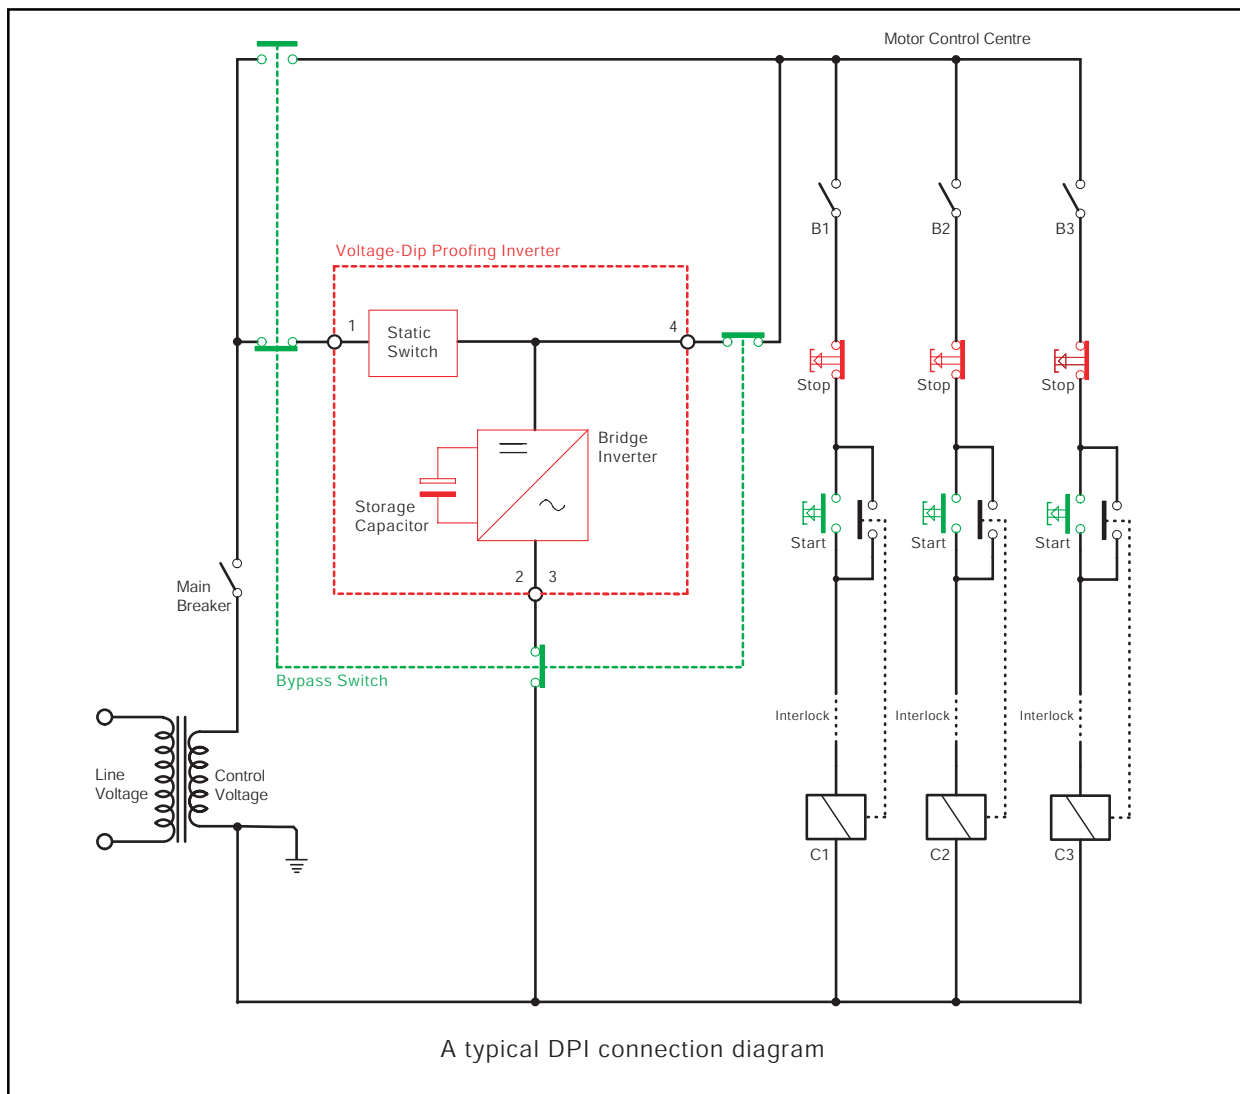 Motor Control Centre
B1
B2
B3
Voltage-Dip Proofing Inverter
1
Static
Switch
4
Stop
Stop
Stop
Bridge
Inverter
Storage
Capacitor
Start
Start
Start
2
3
Main
Breaker
Bypass Switch
Interlock
Interlock
Interlock
Line
Voltage
Control
Voltage
C1
C2
C3
A typical DPI connection diagram